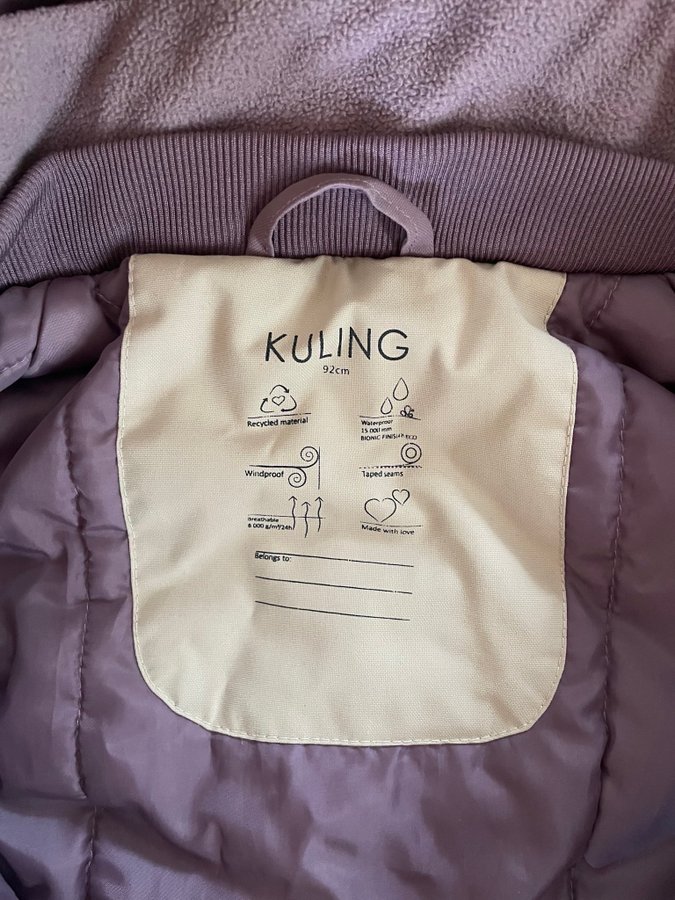 KULING
92cm
Recycled material
Waterproof
15 000 mm
BIONIC FINISH® ECO
Windproof
Taped seams
Breathable
8 000 g/m²/24h
Made with love
Belongs to: